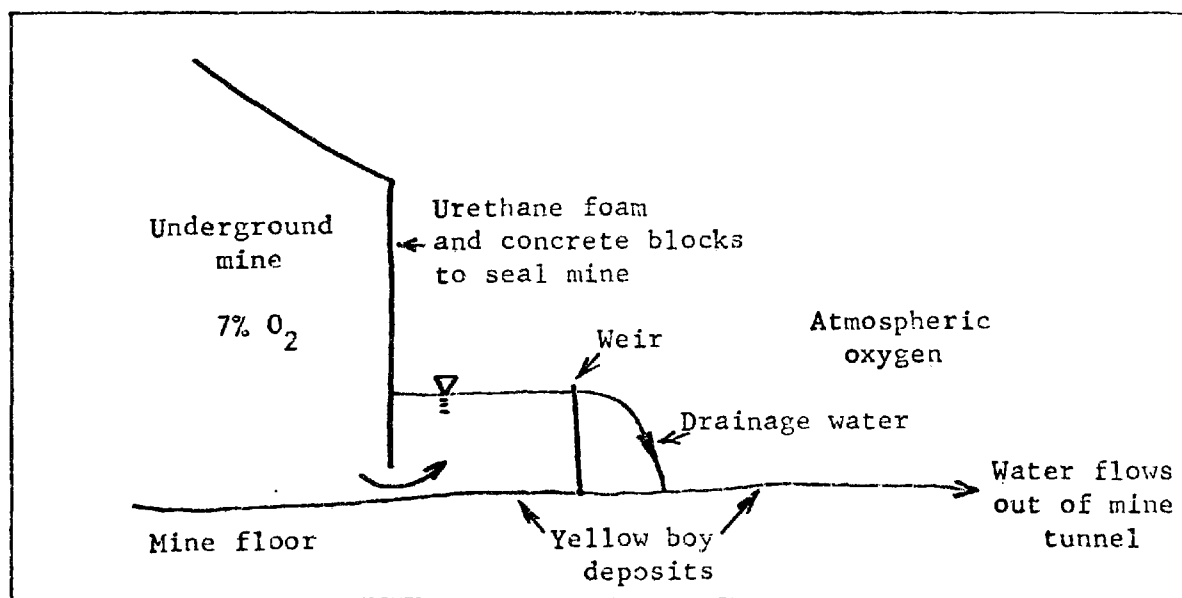 Underground
mine
7% O₂
Urethane foam
and concrete blocks
to seal mine
Weir
Atmospheric
oxygen
Drainage water
Water flows
out of mine
tunnel
Mine floor
Yellow boy
deposits